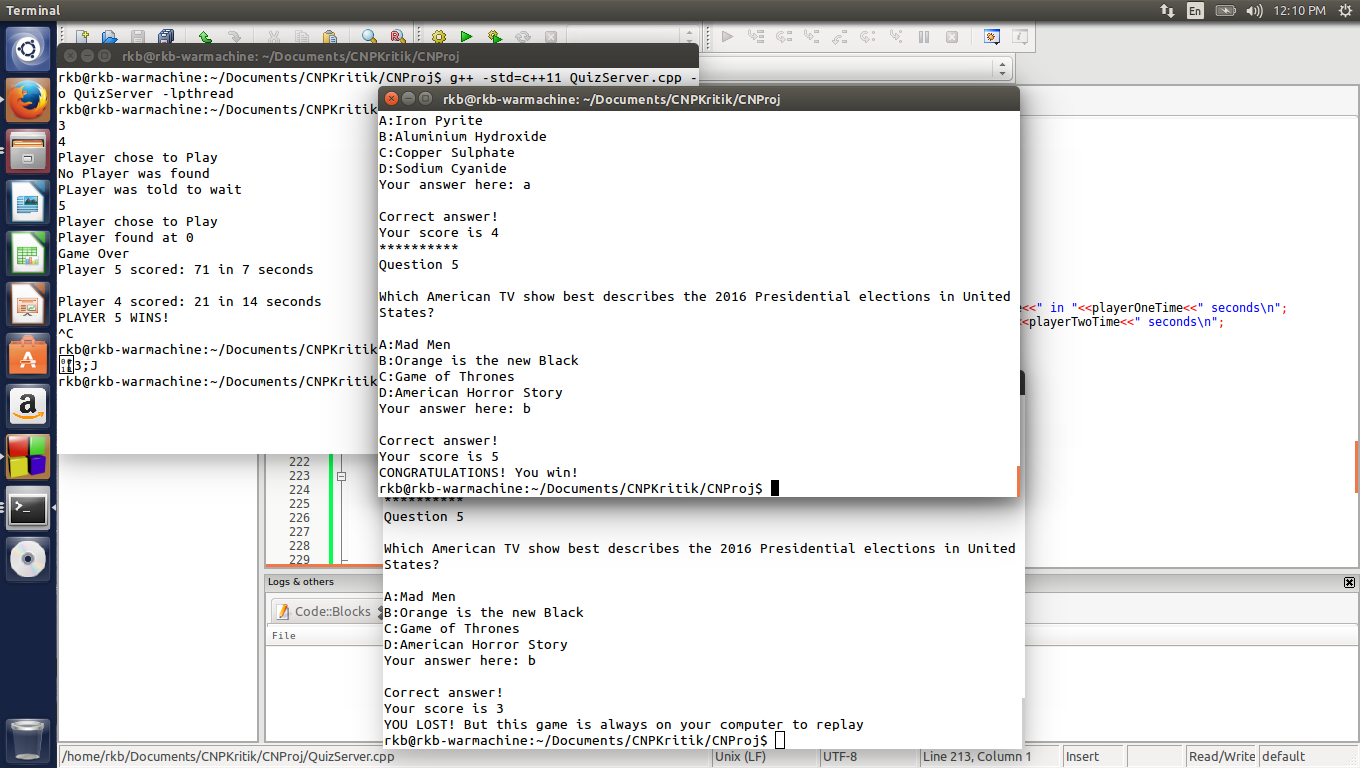 Terminal
En
12:10 PM
rkb@rkb-warmachine: ~/Documents/CNPKritik/CNProj
rkb@rkb-warmachine:~/Documents/CNPKritik/CNProj$ g++ -std=c++11 QuizServer.cpp -
o QuizServer -lpthread
rkb@rkb-warmachine:~/Documents/CNPKritik
3
4
Player chose to Play
No Player was found
PLayer was told to wait
5
Player chose to Play
Player found at 0
Game Over
Player 5 scored: 71 in 7 seconds
Player 4 scored: 21 in 14 seconds
PLAYER 5 WINS!
^C
rkb@rkb-warmachine:~/Documents/CNPKritik
3;J
rkb@rkb-warmachine:~/Documents/CNPKritik
rkb@rkb-warmachine: ~/Documents/CNPKritik/CNProj
A:Iron Pyrite
B:Aluminium Hydroxide
C:Copper Sulphate
D:Sodium Cyanide
Your answer here: a
Correct answer!
Your score is 4
**********
Question 5
Which American TV show best describes the 2016 Presidential elections in United
States?
A:Mad Men
B:Orange is the new Black
C:Game of Thrones
D:American Horror Story
Your answer here: b
Correct answer!
Your score is 5
CONGRATULATIONS! You win!
rkb@rkb-warmachine:~/Documents/CNPKritik/CNProj$
<<" in "<<playerOneTime<<" seconds\n";
<playerTwoTime<<" seconds\n";
222
223
224
225
226
227
228
229
**********
Question 5
Which American TV show best describes the 2016 Presidential elections in United
States?
A:Mad Men
B:Orange is the new Black
C:Game of Thrones
D:American Horror Story
Your answer here: b
Correct answer!
Your score is 3
YOU LOST! But this game is always on your computer to replay
rkb@rkb-warmachine:~/Documents/CNPKritik/CNProj$
Logs & others
Code::Blocks
File
/home/rkb/Documents/CNPKritik/CNProj/QuizServer.cpp
Unix (LF)
UTF-8
Line 213, Column 1
Insert
Read/Write
default